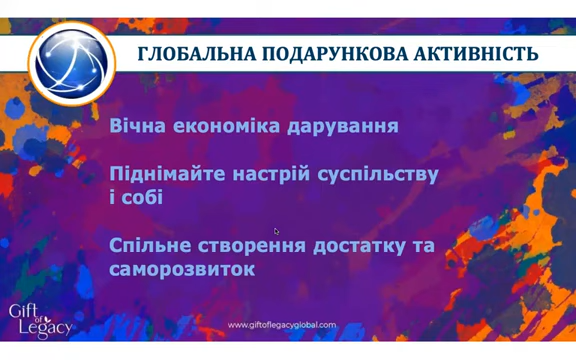 ГЛОБАЛЬНА ПОДАРУНКОВА АКТИВНІСТЬ
Вічна економіка дарування
Піднімайте настрій суспільству
і собі
Спільне створення достатку та
саморозвиток
Gift
of
Legacy
www.giftoflegacyglobal.com